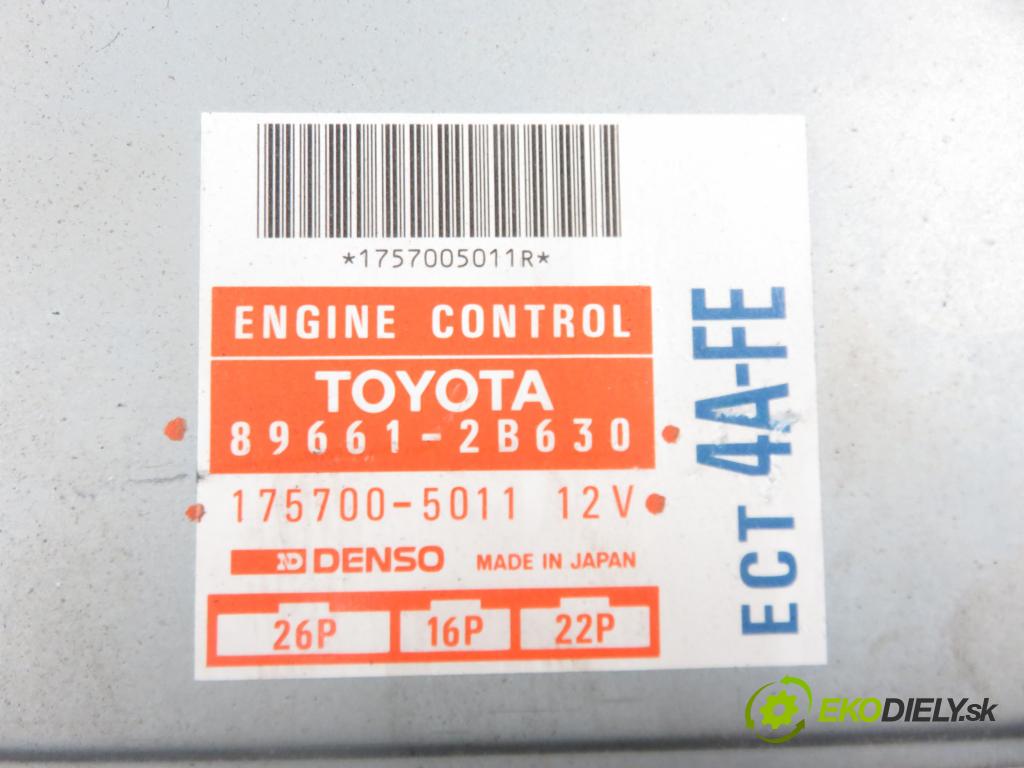 *1757005011R*
ENGINE CONTROL
TOYOTA
89661-2B630
175700-5011 12V
ND DENSO MADE IN JAPAN
26P 16P 22P
ECT 4A-FE
EKODIELY.sk